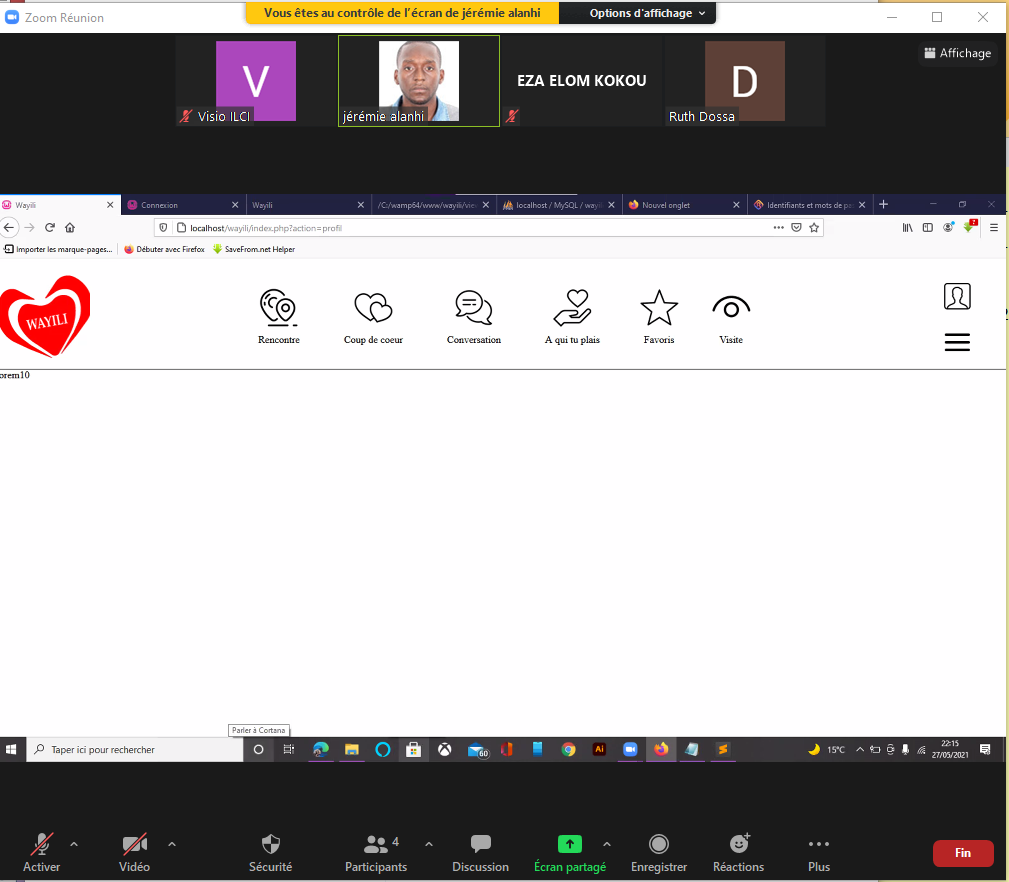 Zoom Réunion
Vous êtes au contrôle de l'écran de jérémie alanhi
Options d'affichage
Affichage
V
Visio ILCI
jérémie alanhi
EZA ELOM KOKOU
D
Ruth Dossa
Wayili
Connexion
Wayili
/C:/wamp64/www/wayili/vie
localhost / MySQL / wayili
Nouvel onglet
Identifiants et mots de pa
localhost/wayili/index.php?action=profil
Importer les marque-pages...
Débuter avec Firefox
SaveFrom.net Helper
WAYILI
Rencontre
Coup de coeur
Conversation
A qui tu plais
Favoris
Visite
orem10
Parler à Cortana
Taper ici pour rechercher
60
Ai
15°C
22:15
27/05/2021
4
Activer
Vidéo
Sécurité
Participants
Discussion
Écran partagé
Enregistrer
Réactions
Plus
Fin